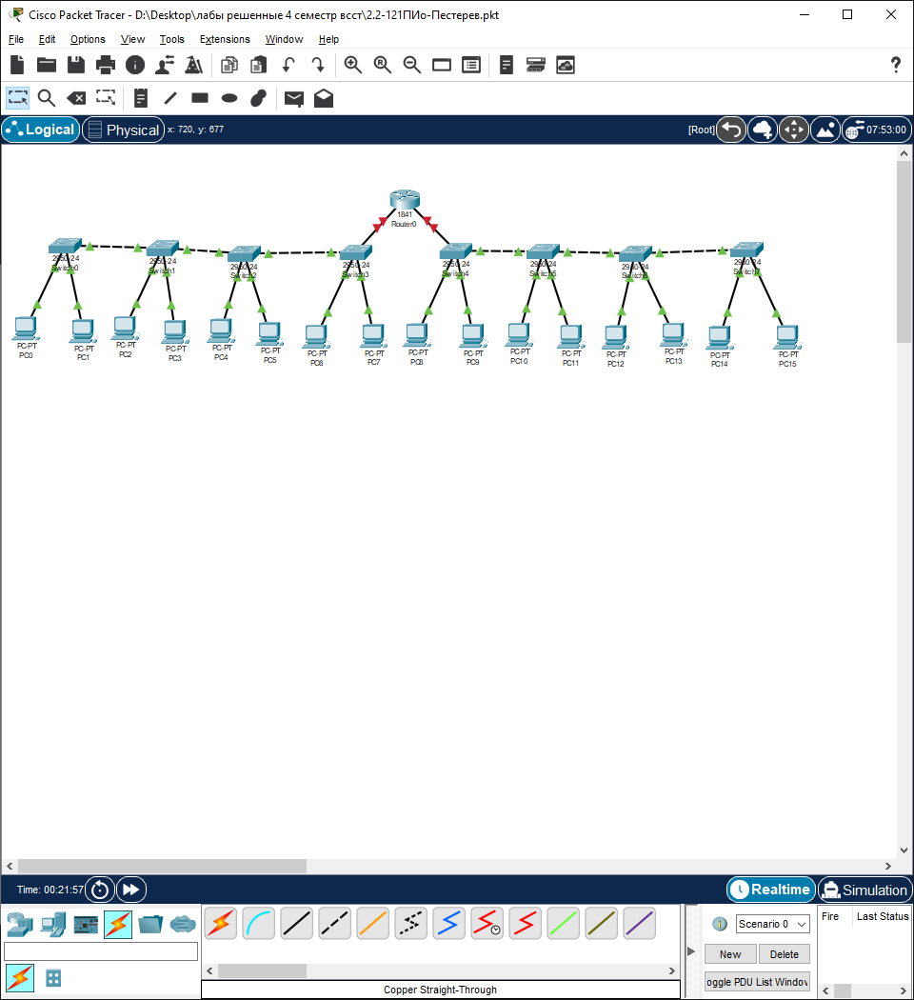 Cisco Packet Tracer - D:\Desktop\лабы решенные 4 семестр всст\2.2-121ПИо-Пестерев.pkt
File Edit Options View Tools Extensions Window Help
Logical Physical x: 720, y: 677 [Root] 07:53:00
1841
Router0
2950-24
Switch0
2950-24
Switch1
2950-24
Switch2
2950-24
Switch3
2950-24
Switch4
2950-24
Switch5
2950-24
Switch6
2950-24
Switch7
PC-PT
PC0
PC-PT
PC1
PC-PT
PC2
PC-PT
PC3
PC-PT
PC4
PC-PT
PC5
PC-PT
PC6
PC-PT
PC7
PC-PT
PC8
PC-PT
PC9
PC-PT
PC10
PC-PT
PC11
PC-PT
PC12
PC-PT
PC13
PC-PT
PC14
PC-PT
PC15
Time: 00:21:57 Realtime Simulation
Scenario 0 Fire Last Status
New Delete
oggle PDU List Window
Copper Straight-Through